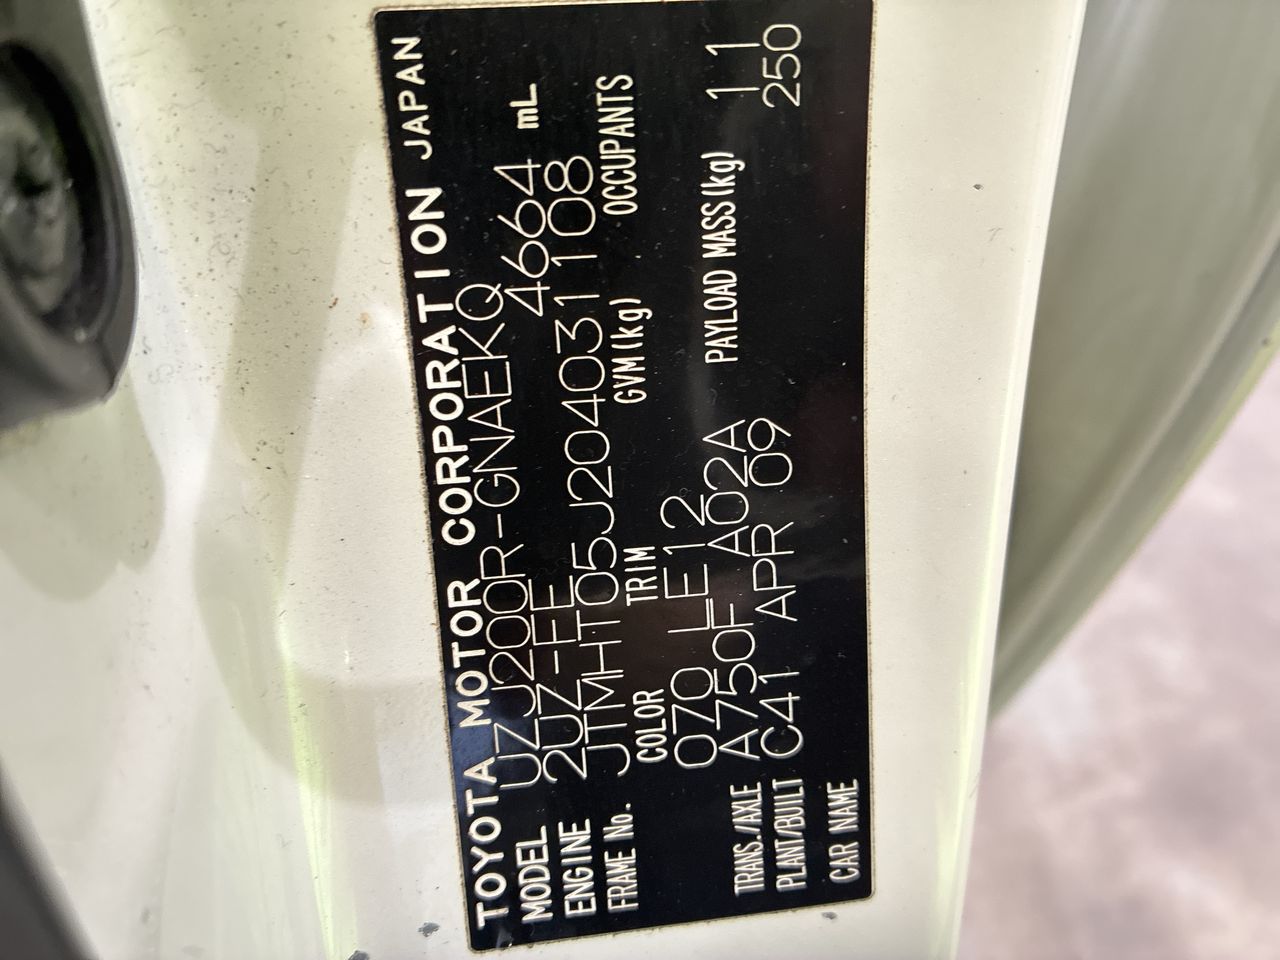 TOYOTA MOTOR CORPORATION JAPAN
MODEL UZJ200R-GNAEKQ
ENGINE 2UZ-FE 4664 mL
FRAME No. JTMHT05J204031108
COLOR TRIM GVM(kg) OCCUPANTS
070 LE12
TRANS./AXLE A750F A02A PAYLOAD MASS(kg) 11
PLANT/BUILT C41 APR 09 250
CAR NAME